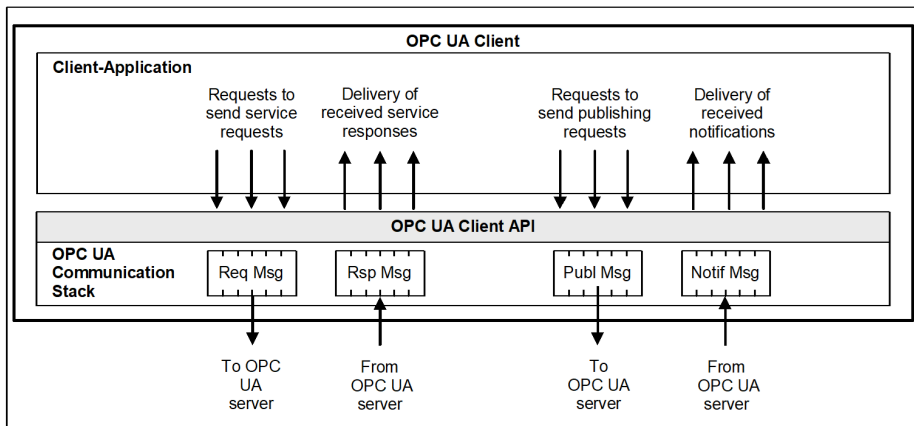 OPC UA Client
Client-Application
Requests to
send service
requests
Delivery of
received service
responses
Requests to
send publishing
requests
Delivery of
received
notifications
OPC UA Client API
OPC UA
Communication
Stack
Req Msg
Rsp Msg
Publ Msg
Notif Msg
To OPC
UA
server
From
OPC UA
server
To
OPC UA
server
From
OPC UA
server